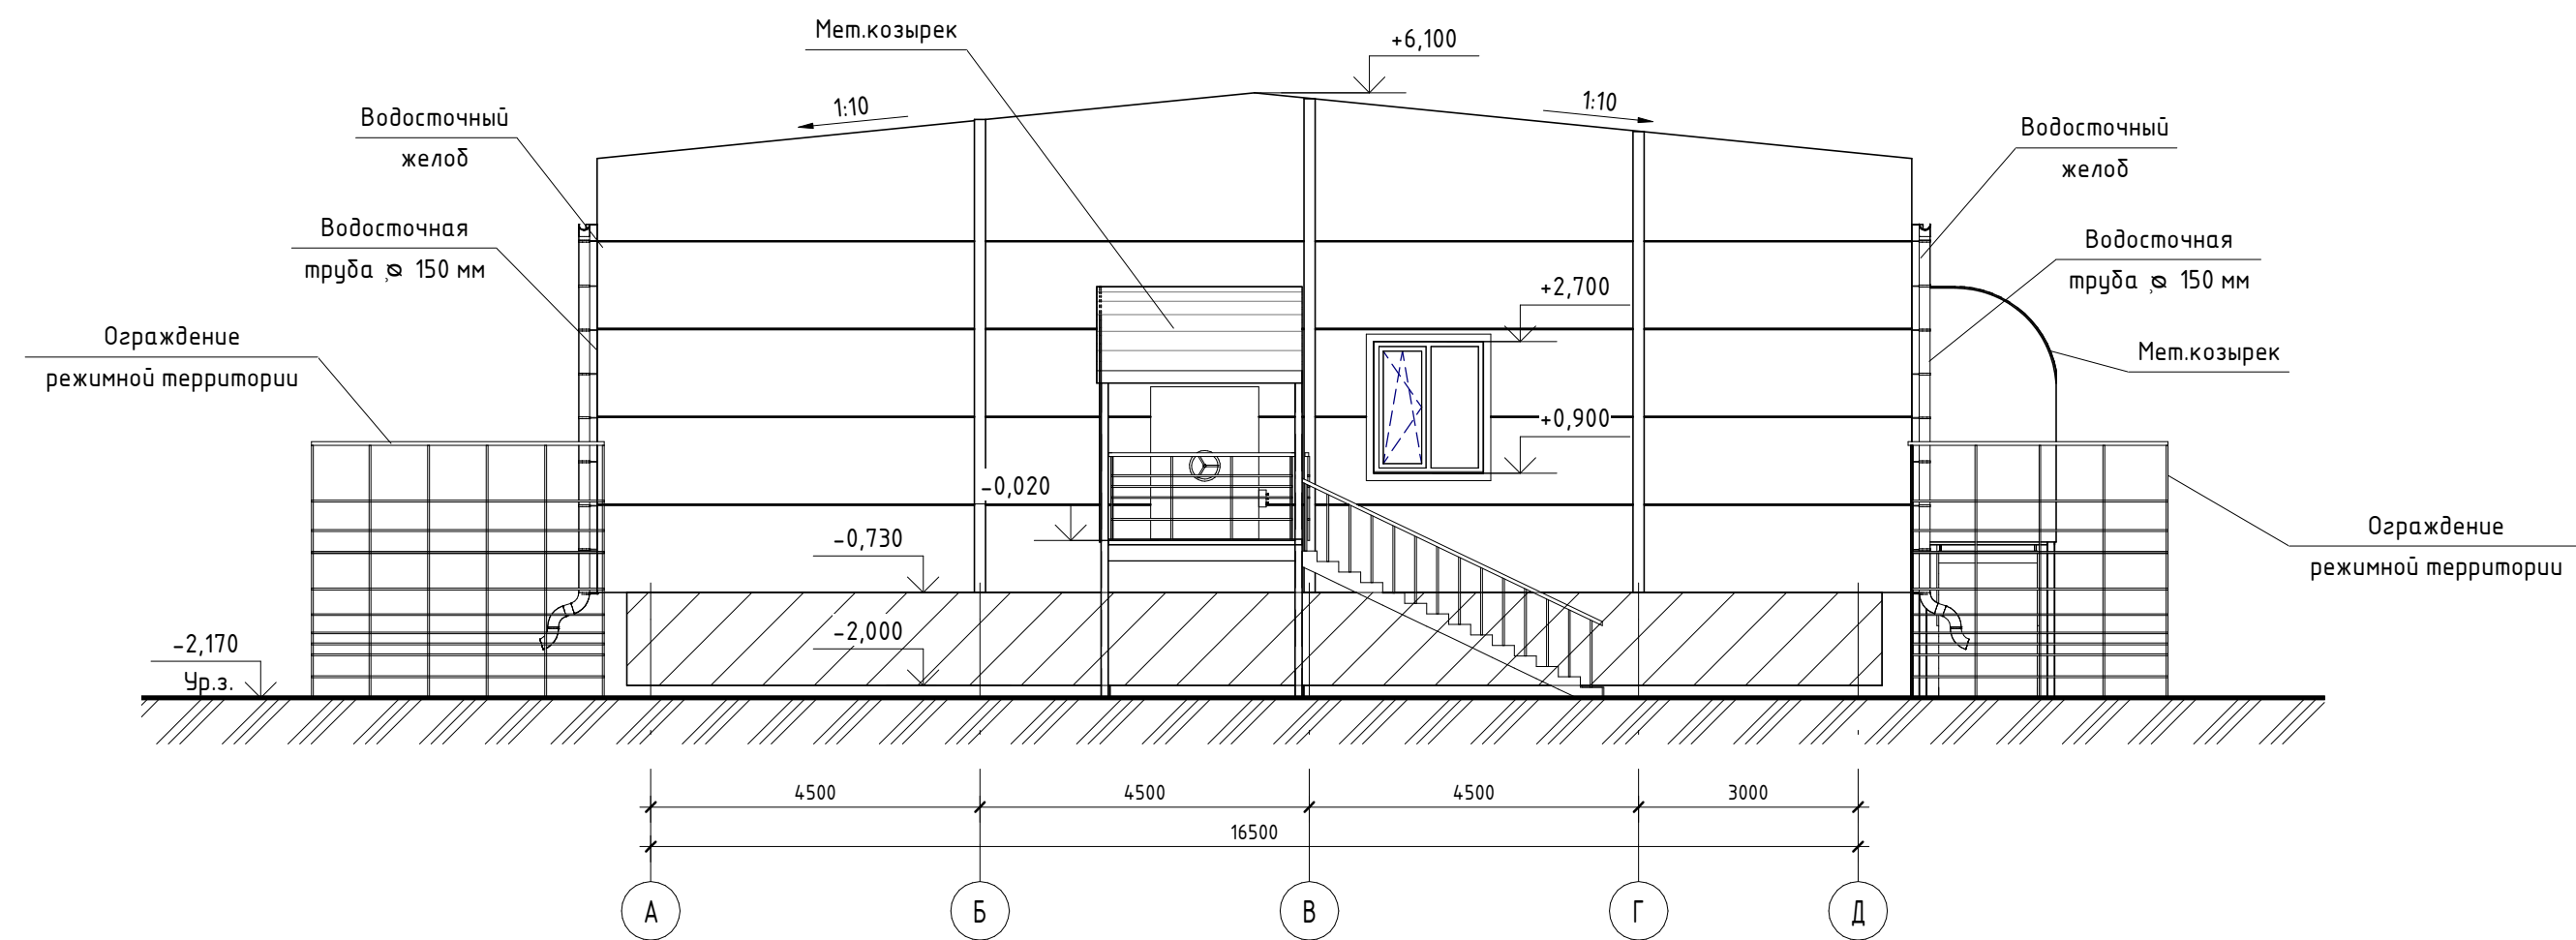 Мет.козырек
+6,100
1:10
1:10
Водосточный
желоб
Водосточный
желоб
Водосточная
труба ⌀ 150 мм
Водосточная
труба ⌀ 150 мм
+2,700
Ограждение
режимной территории
Мет.козырек
+0,900
-0,020
-0,730
Ограждение
режимной территории
-2,000
-2,170
Ур.з.
4500
4500
4500
3000
16500
А
Б
В
Г
Д